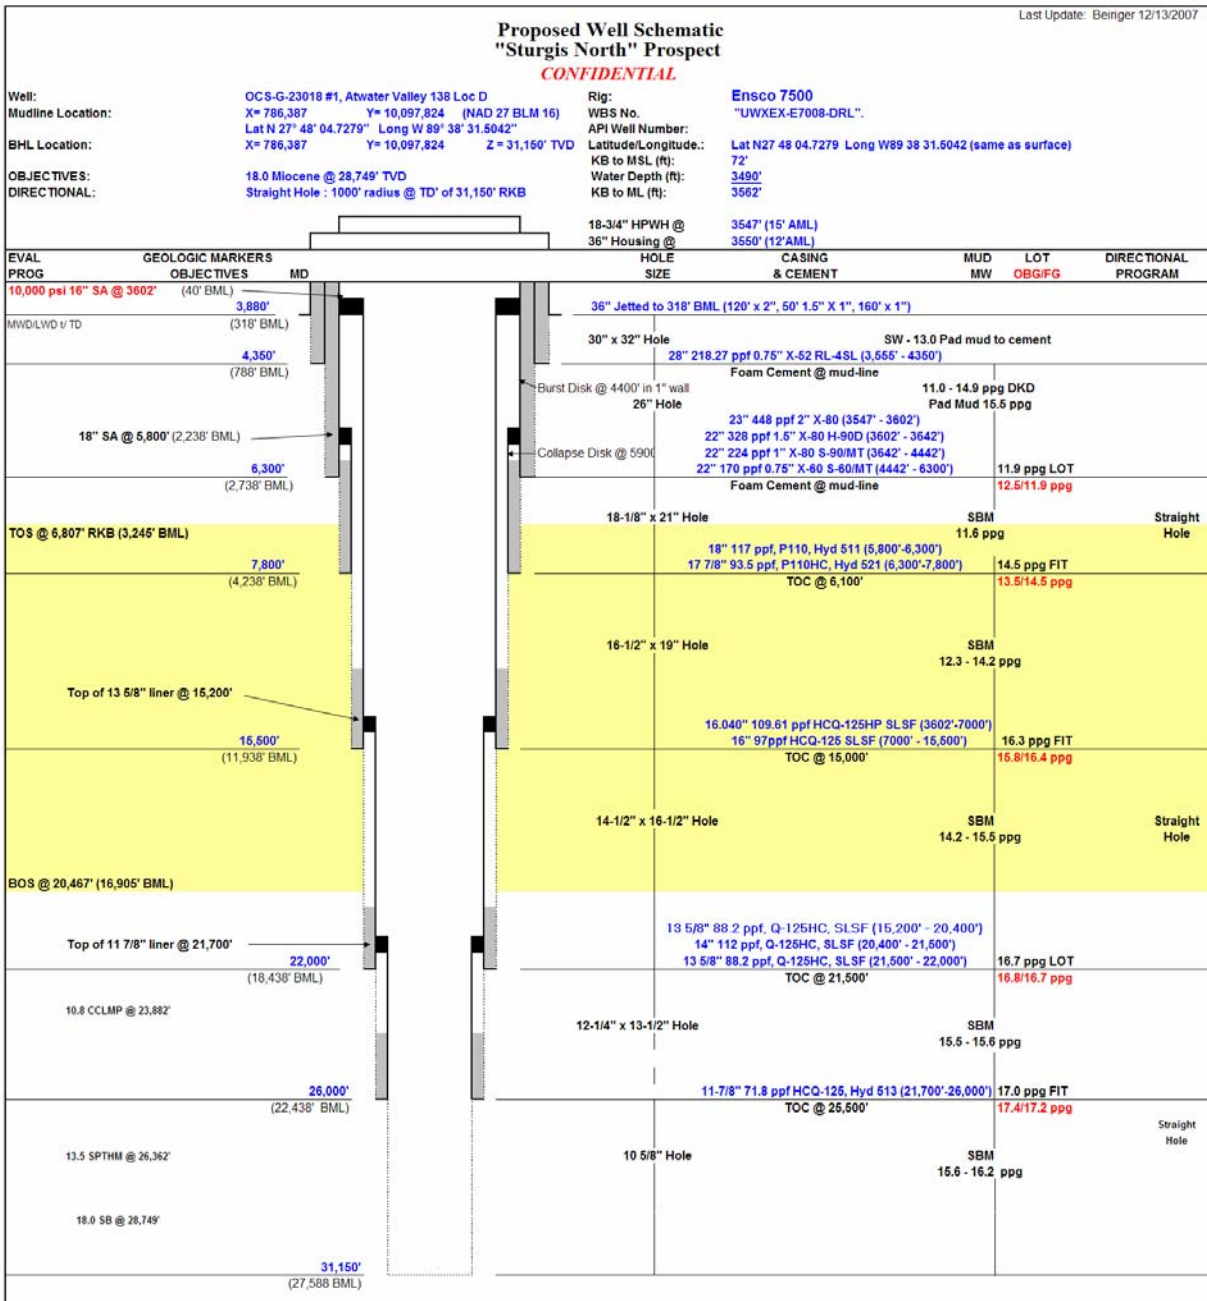 Last Update: Beiriger 12/13/2007
Proposed Well Schematic
"Sturgis North" Prospect
CONFIDENTIAL
Well: OCS-G-23018 #1, Atwater Valley 138 Loc D Rig: Ensco 7500
Mudline Location: X= 786,387 Y= 10,097,824 (NAD 27 BLM 16) WBS No. "UWXEX-E7008-DRL".
Lat N 27° 48' 04.7279" Long W 89° 38' 31.5042" API Well Number:
BHL Location: X= 786,387 Y= 10,097,824 Z = 31,150' TVD Latitude/Longitude.: Lat N27 48 04.7279 Long W89 38 31.5042 (same as surface)
KB to MSL (ft): 72'
OBJECTIVES: 18.0 Miocene @ 28,749' TVD Water Depth (ft): 3490'
DIRECTIONAL: Straight Hole : 1000' radius @ TD' of 31,150' RKB KB to ML (ft): 3562'
18-3/4" HPWH @ 3547' (15' AML)
36" Housing @ 3550' (12'AML)
EVAL GEOLOGIC MARKERS HOLE CASING MUD LOT DIRECTIONAL
PROG OBJECTIVES MD SIZE & CEMENT MW OBG/FG PROGRAM
10,000 psi 16" SA @ 3602' (40' BML)
3,880' 36" Jetted to 318' BML (120' x 2", 50' 1.5" X 1", 160' x 1")
MWD/LWD t/ TD (318' BML)
30" x 32" Hole SW - 13.0 Pad mud to cement
4,350' 28" 218.27 ppf 0.75" X-52 RL-4SL (3,555' - 4350')
(788' BML) Foam Cement @ mud-line
Burst Disk @ 4400' in 1" wall 11.0 - 14.9 ppg DKD
26" Hole Pad Mud 15.5 ppg
23" 448 ppf 2" X-80 (3547' - 3602')
18" SA @ 5,800' (2,238' BML) 22" 328 ppf 1.5" X-80 H-90D (3602' - 3642')
Collapse Disk @ 5900 22" 224 ppf 1" X-80 S-90/MT (3642' - 4442')
6,300' 22" 170 ppf 0.75" X-60 S-60/MT (4442' - 6300') 11.9 ppg LOT
(2,738' BML) Foam Cement @ mud-line 12.5/11.9 ppg
18-1/8" x 21" Hole SBM Straight
TOS @ 6,807' RKB (3,245' BML) 11.6 ppg Hole
18" 117 ppf, P110, Hyd 511 (5,800'-6,300')
7,800' 17 7/8" 93.5 ppf, P110HC, Hyd 521 (6,300'-7,800') 14.5 ppg FIT
(4,238' BML) TOC @ 6,100' 13.5/14.5 ppg
16-1/2" x 19" Hole SBM
12.3 - 14.2 ppg
Top of 13 5/8" liner @ 15,200'
16.040" 109.61 ppf HCQ-125HP SLSF (3602'-7000')
15,500' 16" 97ppf HCQ-125 SLSF (7000' - 15,500') 16.3 ppg FIT
(11,938' BML) TOC @ 15,000' 15.8/16.4 ppg
14-1/2" x 16-1/2" Hole SBM Straight
14.2 - 15.5 ppg Hole
BOS @ 20,467' (16,905' BML)
13 5/8" 88.2 ppf, Q-125HC, SLSF (15,200' - 20,400')
Top of 11 7/8" liner @ 21,700' 14" 112 ppf, Q-125HC, SLSF (20,400' - 21,500')
22,000' 13 5/8" 88.2 ppf, Q-125HC, SLSF (21,500' - 22,000') 16.7 ppg LOT
(18,438' BML) TOC @ 21,500' 16.8/16.7 ppg
10.8 CCLMP @ 23,882'
12-1/4" x 13-1/2" Hole SBM
15.5 - 15.6 ppg
26,000' 11-7/8" 71.8 ppf HCQ-125, Hyd 513 (21,700'-26,000') 17.0 ppg FIT
(22,438' BML) TOC @ 25,500' 17.4/17.2 ppg
Straight
Hole
13.5 SPTHM @ 26,362' 10 5/8" Hole SBM
15.6 - 16.2 ppg
18.0 SB @ 28,749'
31,150'
(27,588 BML)